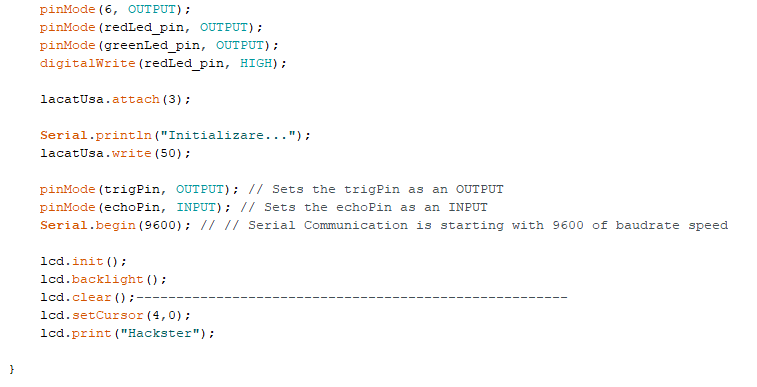 pinMode(6, OUTPUT);
pinMode(redLed_pin, OUTPUT);
pinMode(greenLed_pin, OUTPUT);
digitalWrite(redLed_pin, HIGH);
lacatUsa.attach(3);
Serial.println("Initializare...");
lacatUsa.write(50);
pinMode(trigPin, OUTPUT); // Sets the trigPin as an OUTPUT
pinMode(echoPin, INPUT); // Sets the echoPin as an INPUT
Serial.begin(9600); // // Serial Communication is starting with 9600 of baudrate speed
lcd.init();
lcd.backlight();
lcd.clear();------------------------------------------------------
lcd.setCursor(4,0);
lcd.print("Hackster");
}